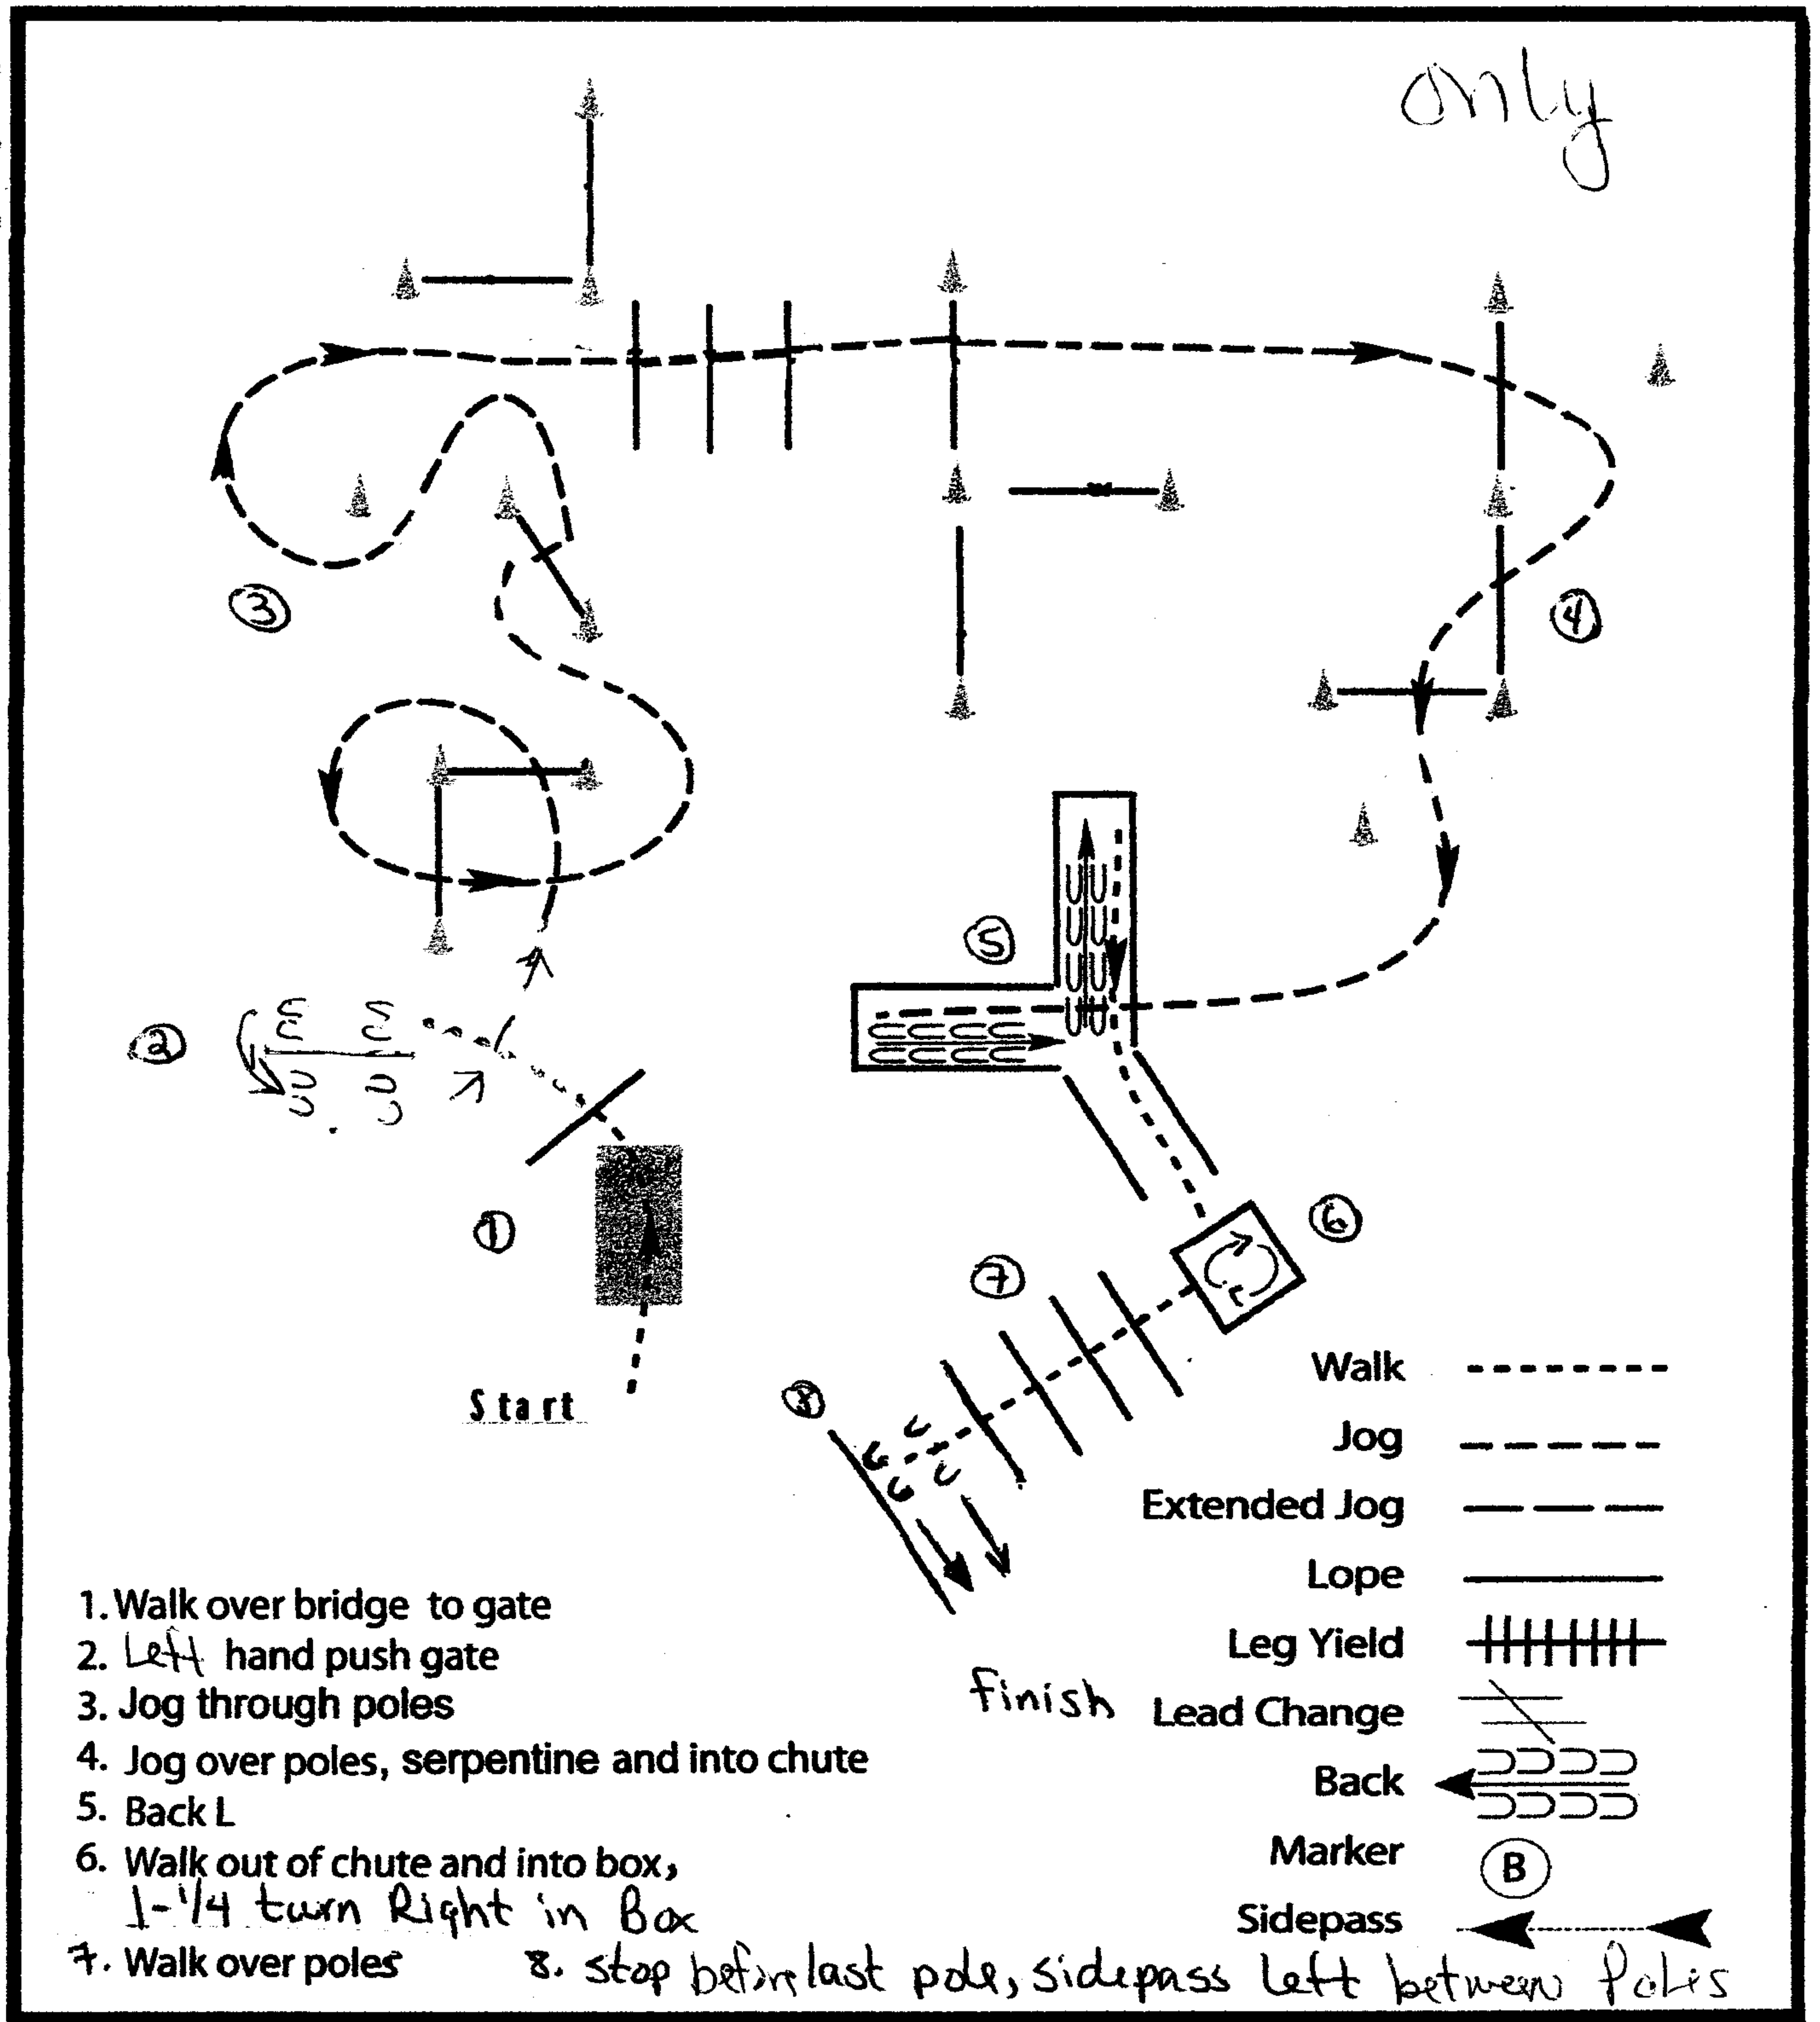 only
3
4
5
2
1
6
7
Start
8
Walk
Jog
Extended Jog
Lope
Leg Yield
Lead Change
Back
Marker B
Sidepass
finish
1. Walk over bridge to gate
2. Left hand push gate
3. Jog through poles
4. Jog over poles, serpentine and into chute
5. Back L
6. Walk out of chute and into box,
1-1/4 turn Right in Box
7. Walk over poles
8. stop before last pole, sidepass left between Poles